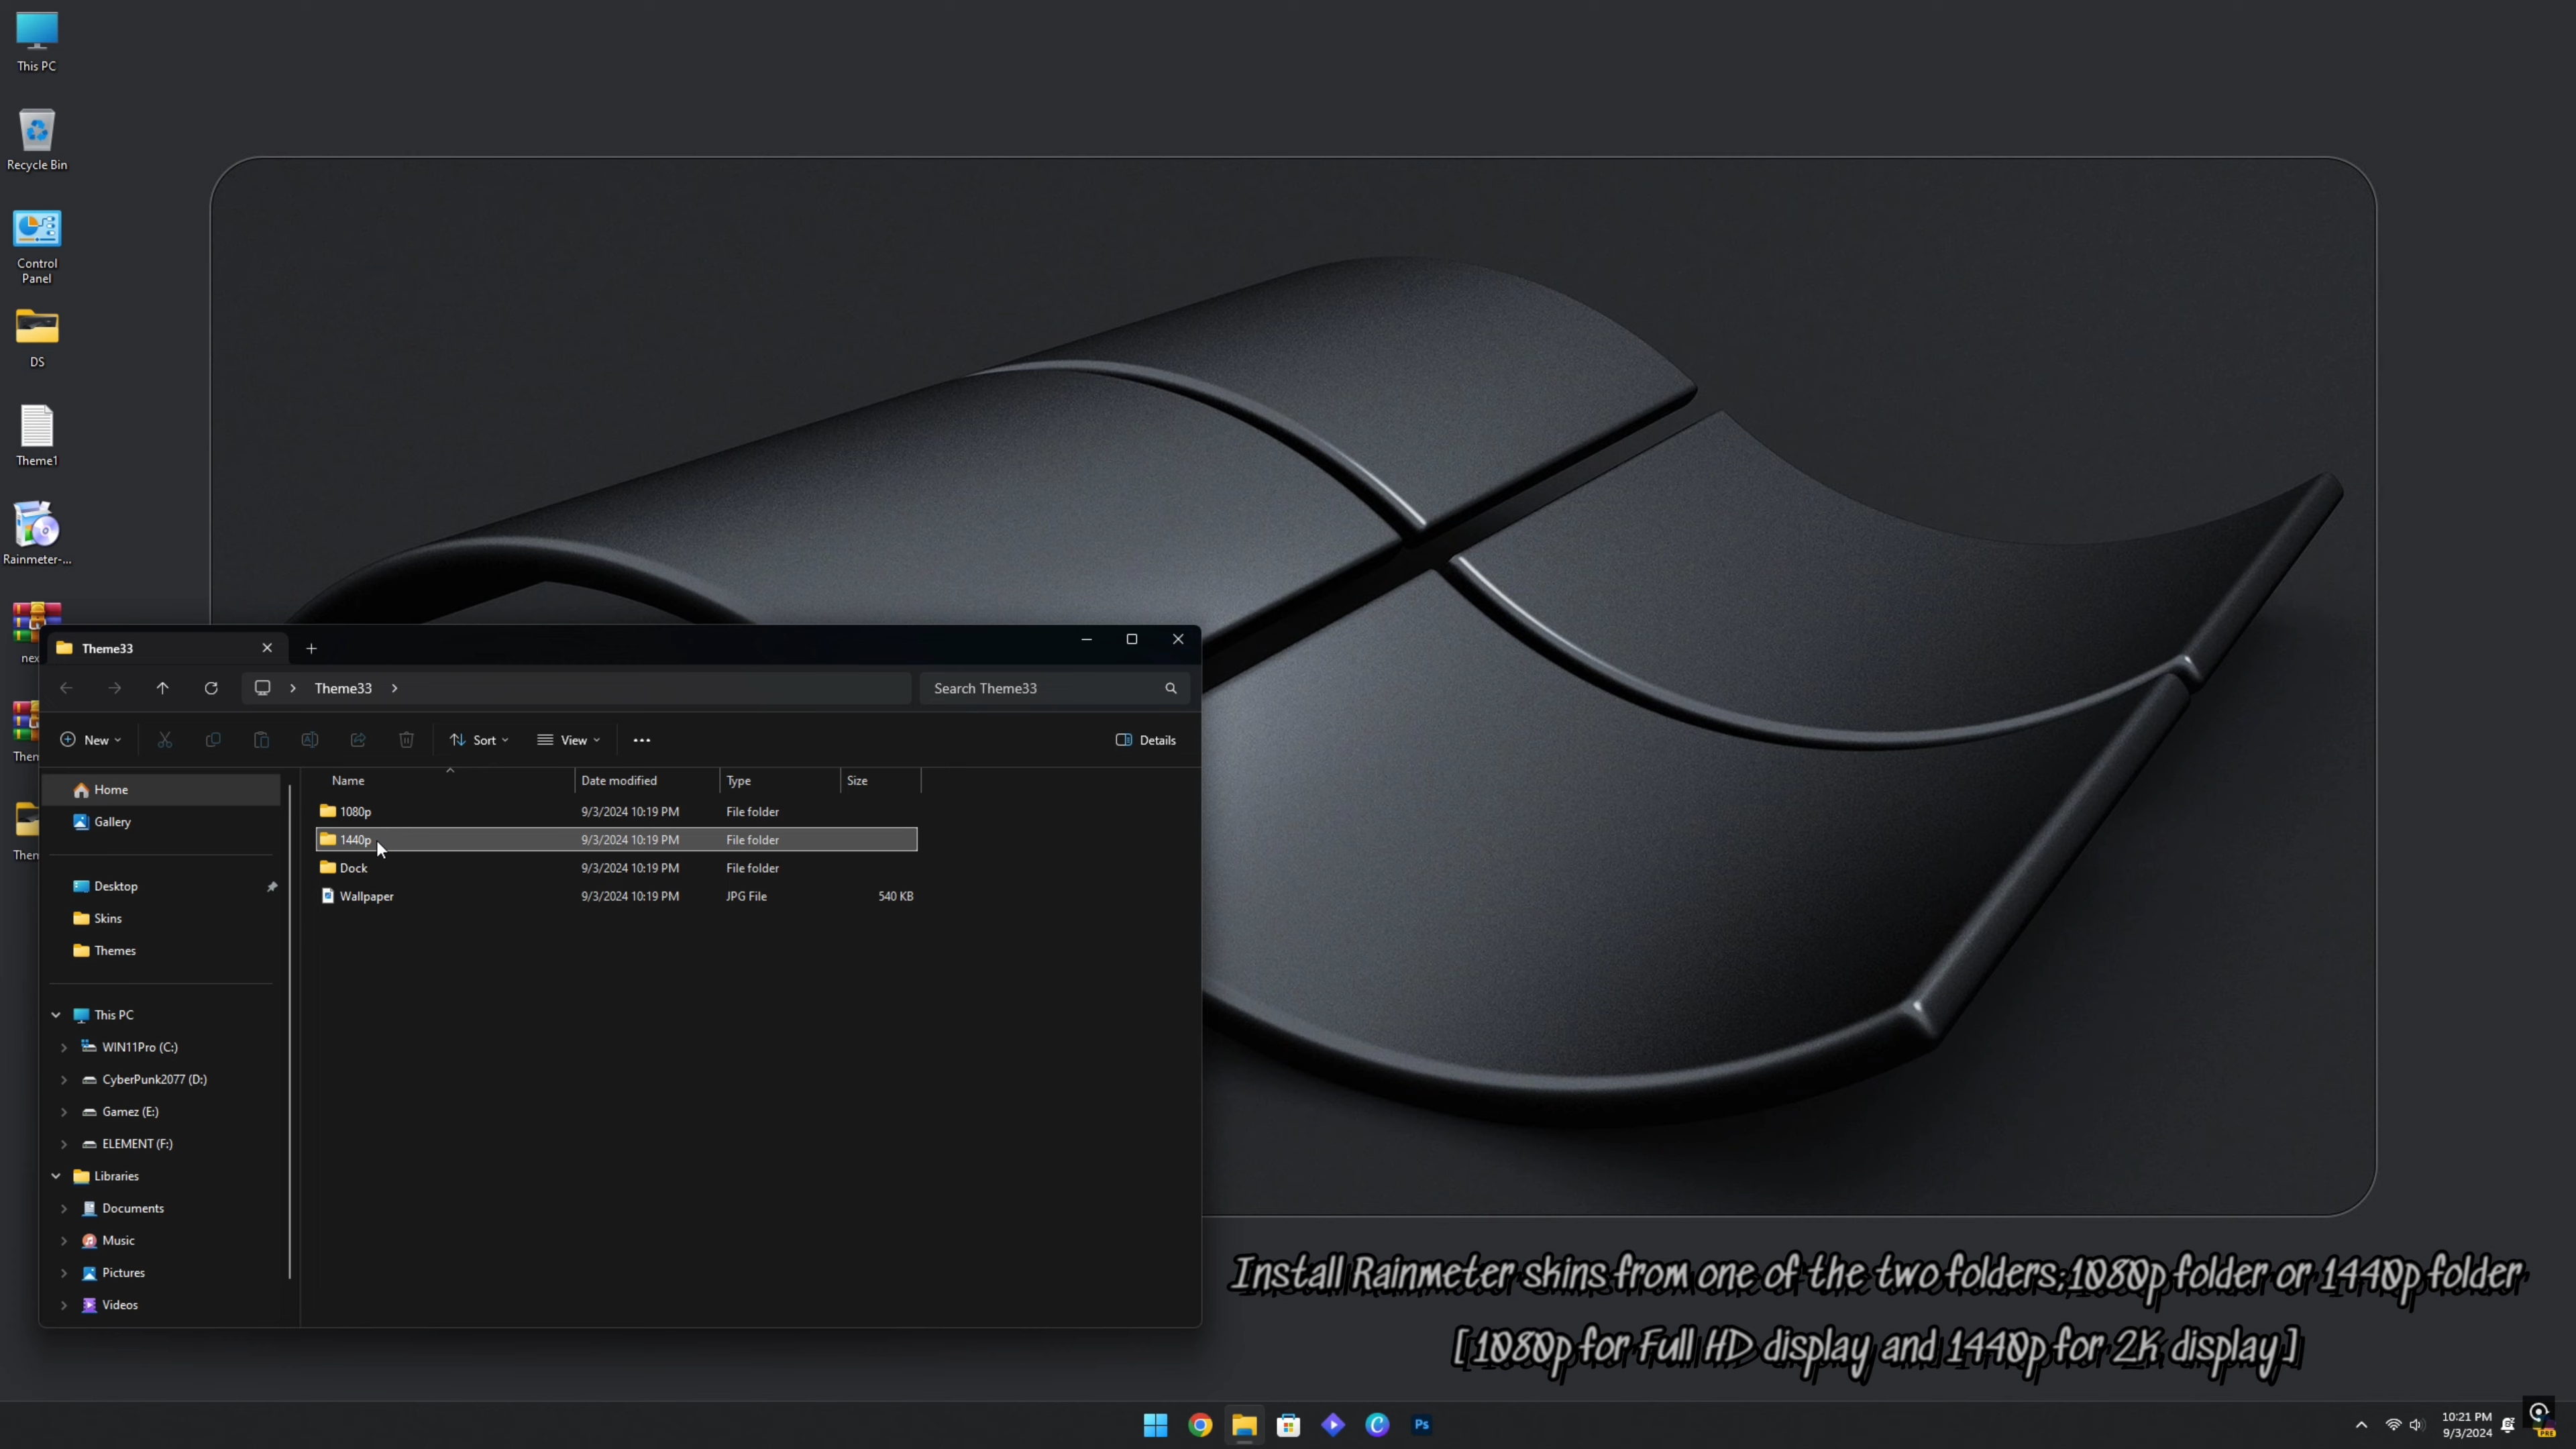 This PC
Recycle Bin
Control
Panel
DS
Theme1
Rainmeter-...
nex
Them
Them
Theme33
Theme33
Search Theme33
New
Sort
View
Details
Home
Gallery
Desktop
Skins
Themes
This PC
WIN11Pro (C:)
CyberPunk2077 (D:)
Gamez (E:)
ELEMENT (F:)
Libraries
Documents
Music
Pictures
Videos
Name Date modified Type Size
1080p 9/3/2024 10:19 PM File folder
1440p 9/3/2024 10:19 PM File folder
Dock 9/3/2024 10:19 PM File folder
Wallpaper 9/3/2024 10:19 PM JPG File 540 KB
Install Rainmeter skins from one of the two folders;1080p folder or 1440p folder
[1080p for Full HD display and 1440p for 2K display]
Ps
10:21 PM
9/3/2024
PRE